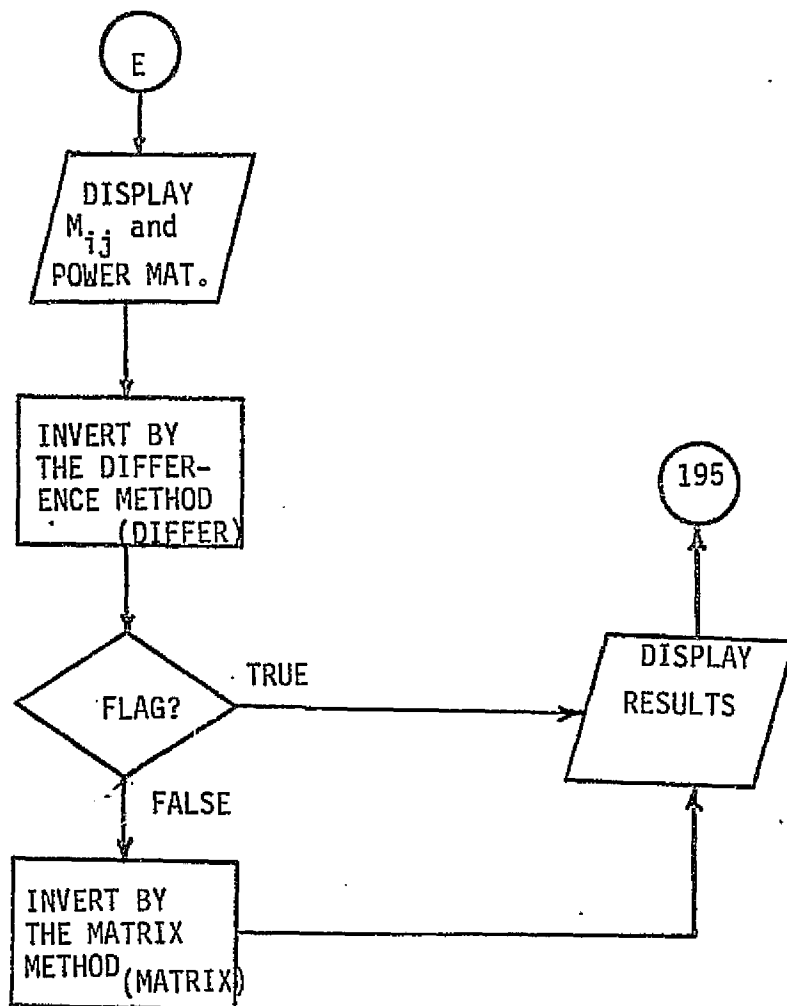 E
DISPLAY
Mij and
POWER MAT.
INVERT BY
THE DIFFER-
ENCE METHOD
(DIFFER)
FLAG?
TRUE
FALSE
INVERT BY
THE MATRIX
METHOD (MATRIX)
DISPLAY
RESULTS
195